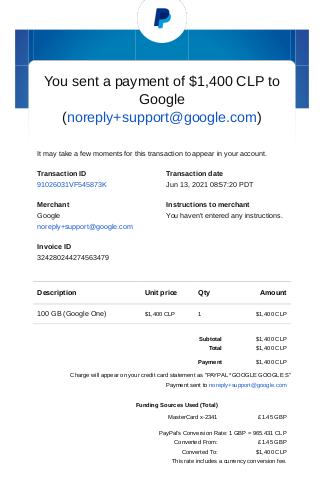 You sent a payment of $1,400 CLP to
Google
(noreply+support@google.com)
It may take a few moments for this transaction to appear in your account.
Transaction ID Transaction date
91026031VF545873K Jun 13, 2021 08:57:20 PDT
Merchant Instructions to merchant
Google You haven't entered any instructions.
noreply+support@google.com
Invoice ID
324280244274563479
Description Unit price Qty Amount
100 GB (Google One) $1,400 CLP 1 $1,400 CLP
Subtotal $1,400 CLP
Total $1,400 CLP
Payment $1,400 CLP
Charge will appear on your credit card statement as "PAYPAL *GOOGLE GOOGLE S"
Payment sent to noreply+support@google.com
Funding Sources Used (Total)
MasterCard x-2341 £1.45 GBP
PayPal's Conversion Rate: 1 GBP = 965.431 CLP
Converted From: £1.45 GBP
Converted To: $1,400 CLP
This rate includes a currency conversion fee.